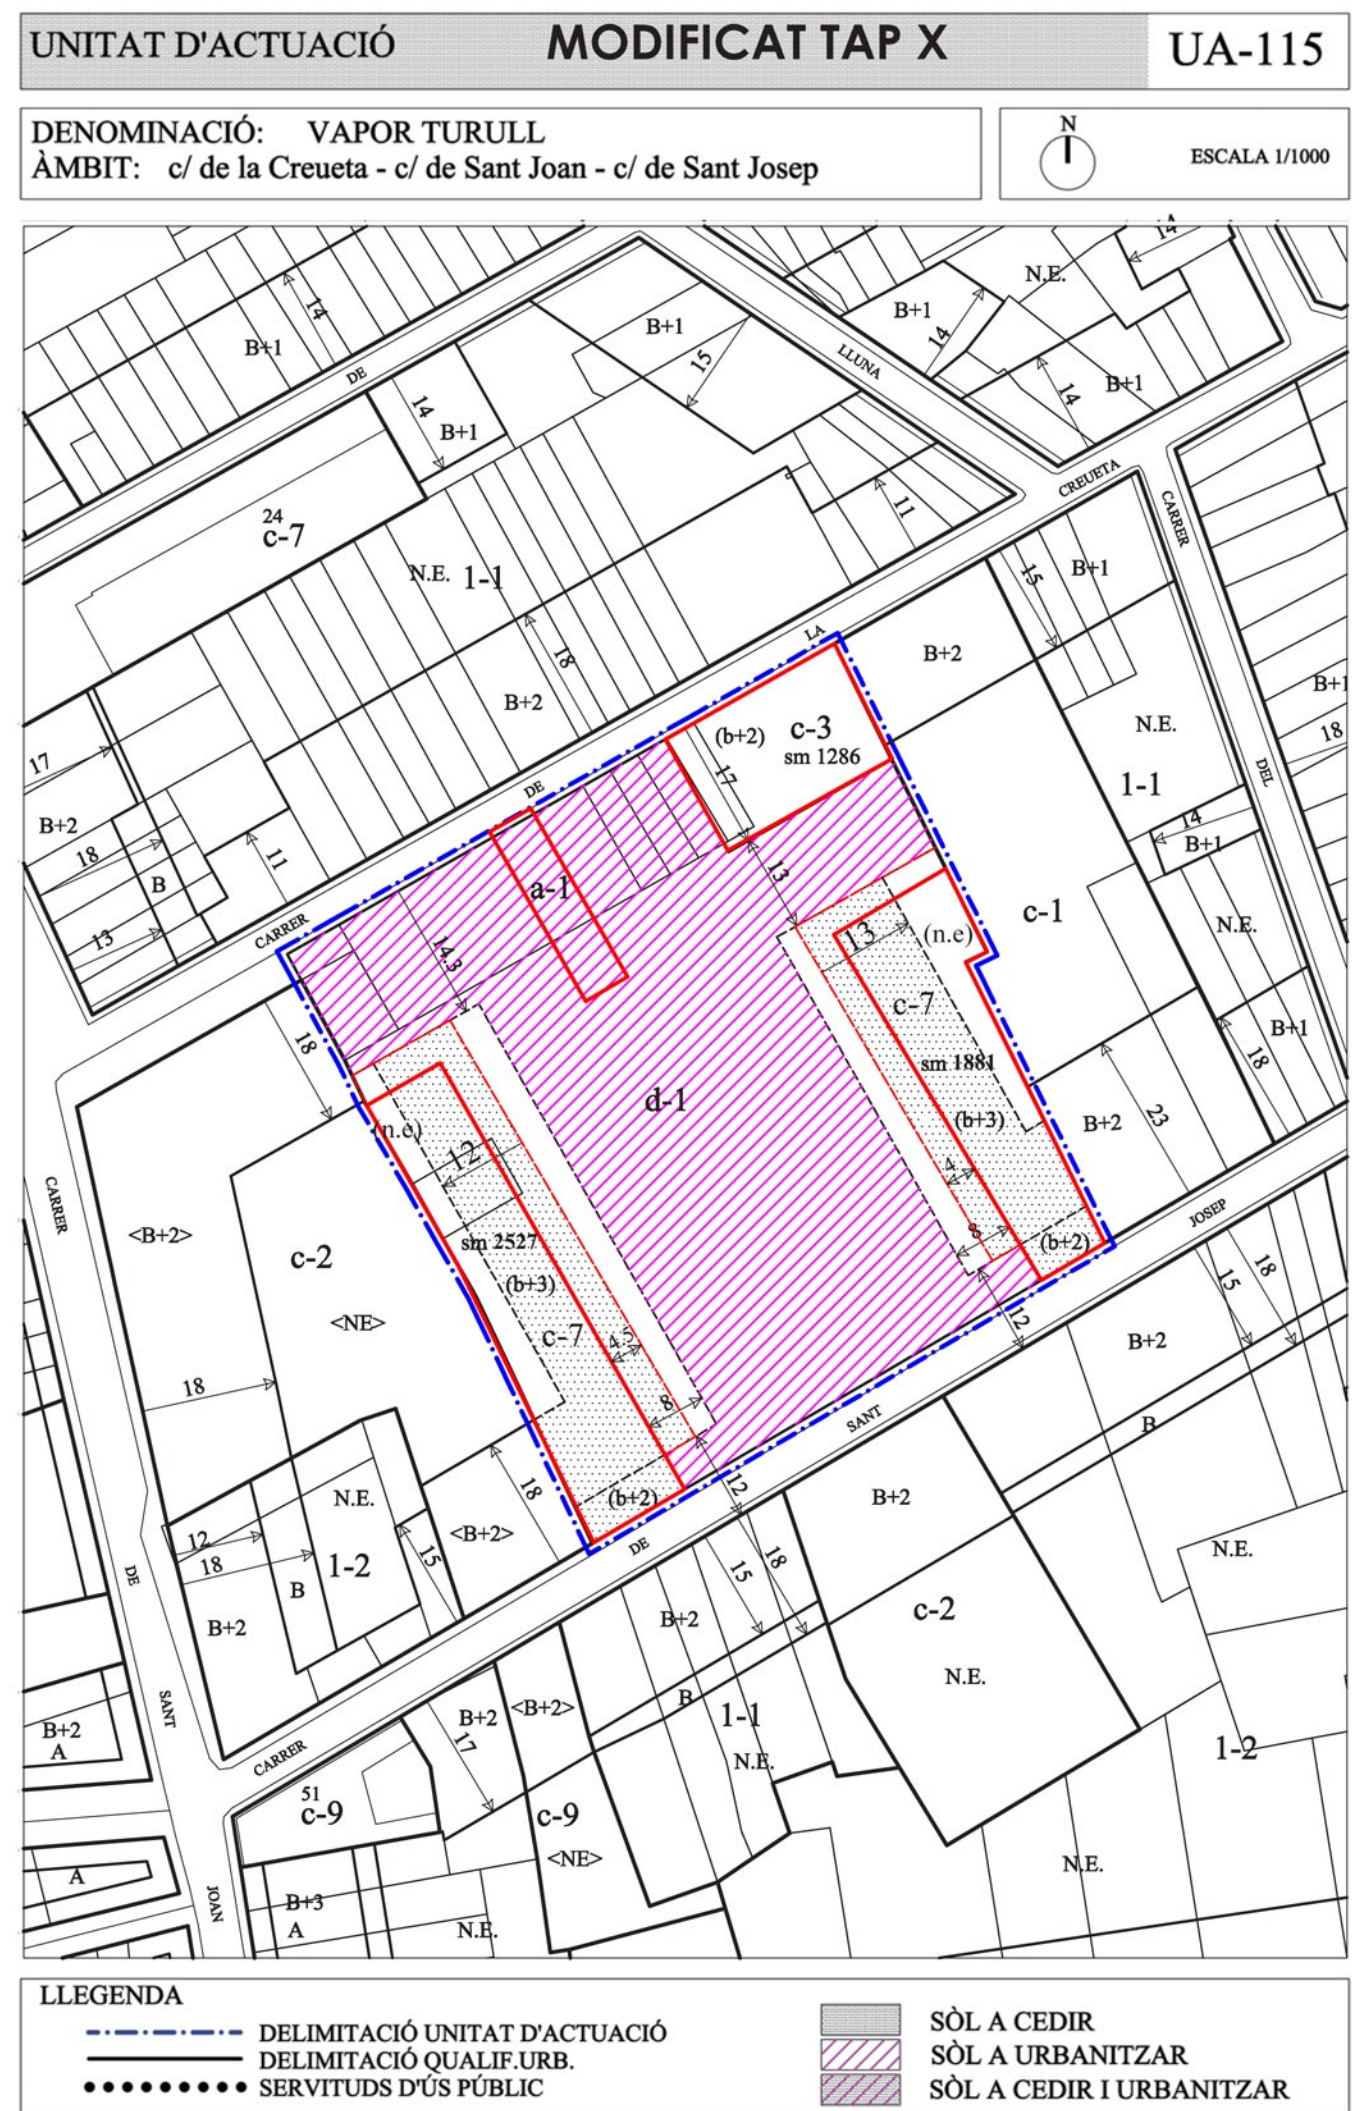 UNITAT D'ACTUACIÓ MODIFICAT TAP X UA-115
DENOMINACIÓ: VAPOR TURULL
ÀMBIT: c/ de la Creueta - c/ de Sant Joan - c/ de Sant Josep
N
ESCALA 1/1000
14
N.E.
B+1
14
B+1
14
B+1
15
B+1
14
DE
LLUNA
14
B+1
14
B+1
CREUETA
CARRER
11
24
c-7
N.E. 1-1
15
B+1
18
LA
B+2
B+2
B+1
N.E.
18
17
(b+2)
c-3
sm 1286
17
DE
DEL
1-1
B+2
14
B+1
18
11
B
13
a-1
13
c-1
CARRER
13
(n.e)
N.E.
14.3
c-7
18
B+1
sm 1881
18
d-1
(b+3)
B+2
23
(n.e)
12
4
CARRER
JOSEP
<B+2>
8
(b+2)
c-2
sm 2527
18
15
(b+3)
12
<NE>
c-7
4.5
B+2
18
8
SANT
B
N.E.
18
12
B+2
(b+2)
12
<B+2>
N.E.
18
15
DE
1-2
DE
15
18
B
c-2
B+2
B+2
N.E.
SANT
B
B+2
<B+2>
1-1
B+2
A
17
N.E.
1-2
CARRER
51
c-9
c-9
<NE>
N.E.
A
JOAN
B+3
A
N.E.
LLEGENDA
DELIMITACIÓ UNITAT D'ACTUACIÓ
DELIMITACIÓ QUALIF.URB.
SERVITUDS D'ÚS PÚBLIC
SÒL A CEDIR
SÒL A URBANITZAR
SÒL A CEDIR I URBANITZAR